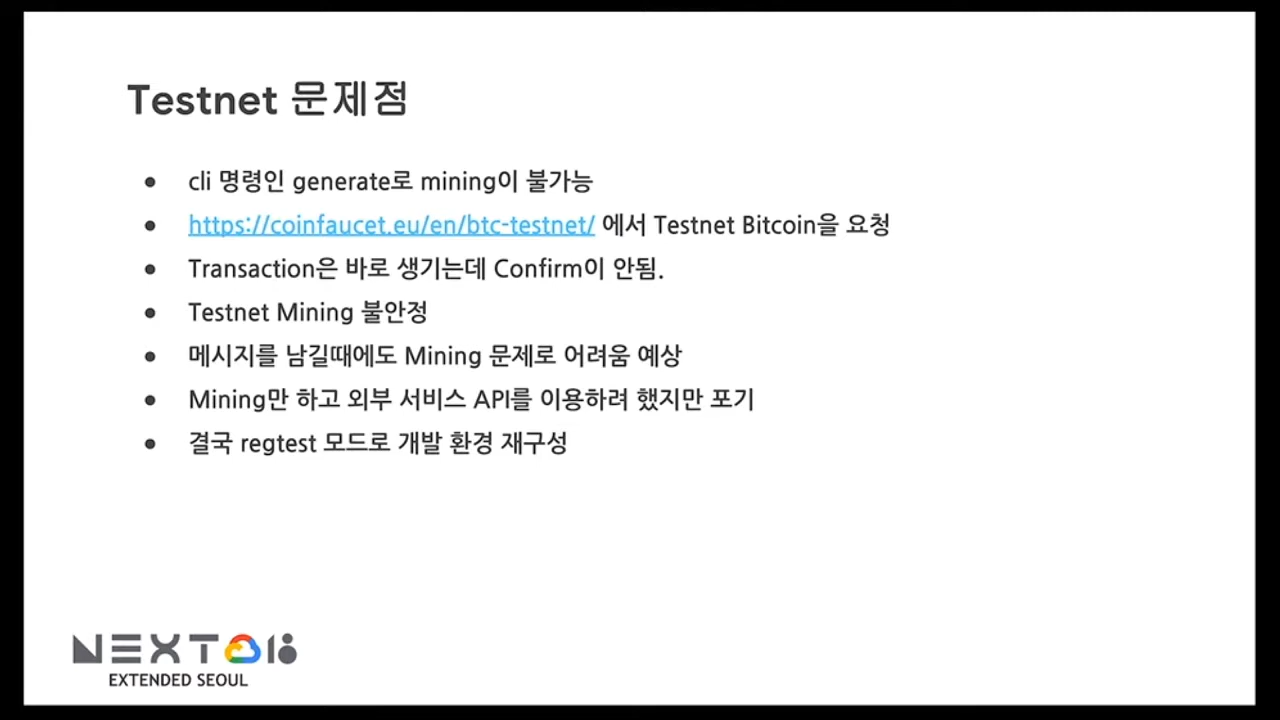 Testnet 문제점
● cli 명령인 generate로 mining이 불가능
● https://coinfaucet.eu/en/btc-testnet/ 에서 Testnet Bitcoin을 요청
● Transaction은 바로 생기는데 Confirm이 안됨.
● Testnet Mining 불안정
● 메시지를 남길때에도 Mining 문제로 어려움 예상
● Mining만 하고 외부 서비스 API를 이용하려 했지만 포기
● 결국 regtest 모드로 개발 환경 재구성
NEXT 18
EXTENDED SEOUL